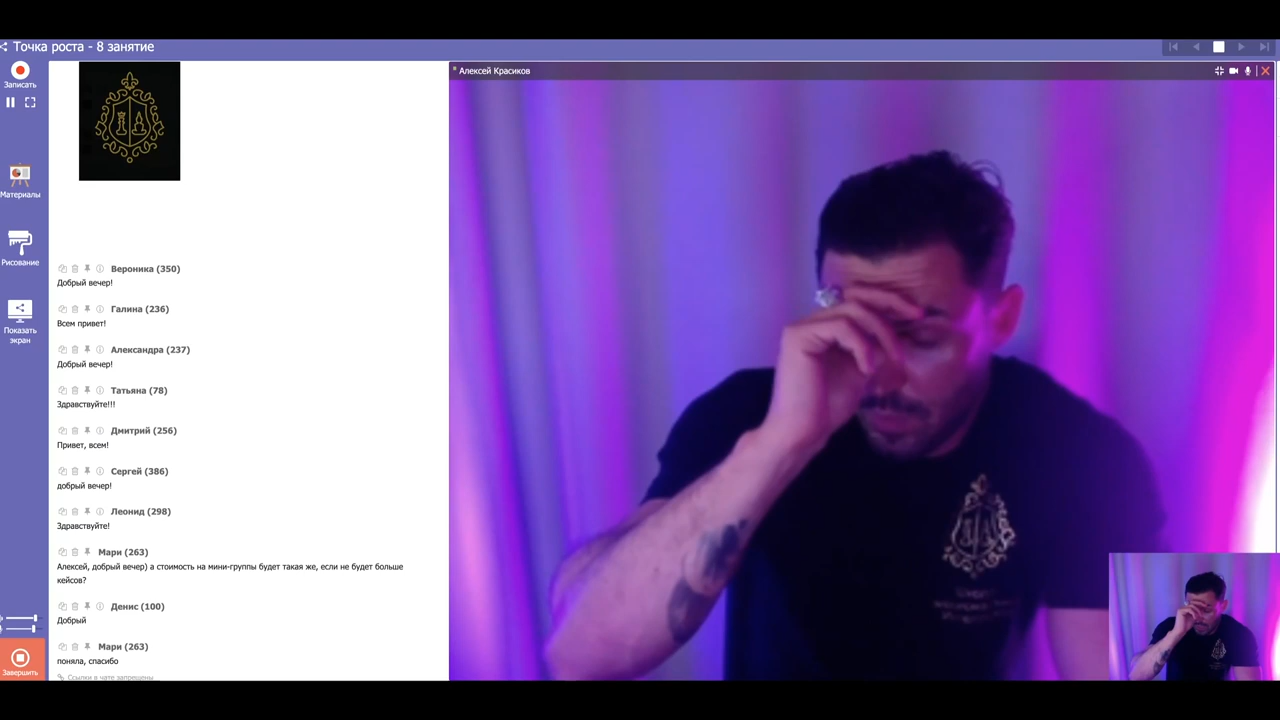 Точка роста - 8 занятие
Записать
Материалы
Рисование
Показать
экран
Завершить
Вероника (350)
Добрый вечер!
Галина (236)
Всем привет!
Александра (237)
Добрый вечер!
Татьяна (78)
Здравствуйте!!!
Дмитрий (256)
Привет, всем!
Сергей (386)
добрый вечер!
Леонид (298)
Здравствуйте!
Мари (263)
Алексей, добрый вечер) а стоимость на мини-группы будет такая же, если не будет больше
кейсов?
Денис (100)
Добрый
Мари (263)
поняла, спасибо
Ссылки в чате запрещены
Алексей Красиков